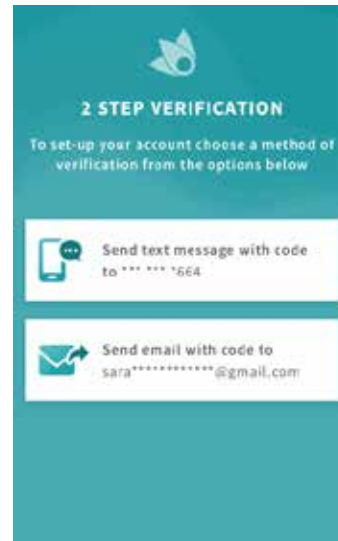 2 STEP VERIFICATION
To set-up your account choose a method of
verification from the options below
Send text message with code
to *** *** *664
Send email with code to
sara************@gmail.com